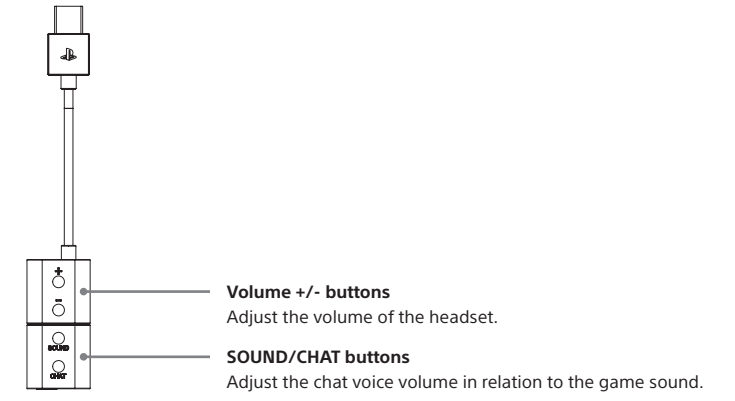 +
-
SOUND
CHAT
Volume +/- buttons
Adjust the volume of the headset.
SOUND/CHAT buttons
Adjust the chat voice volume in relation to the game sound.